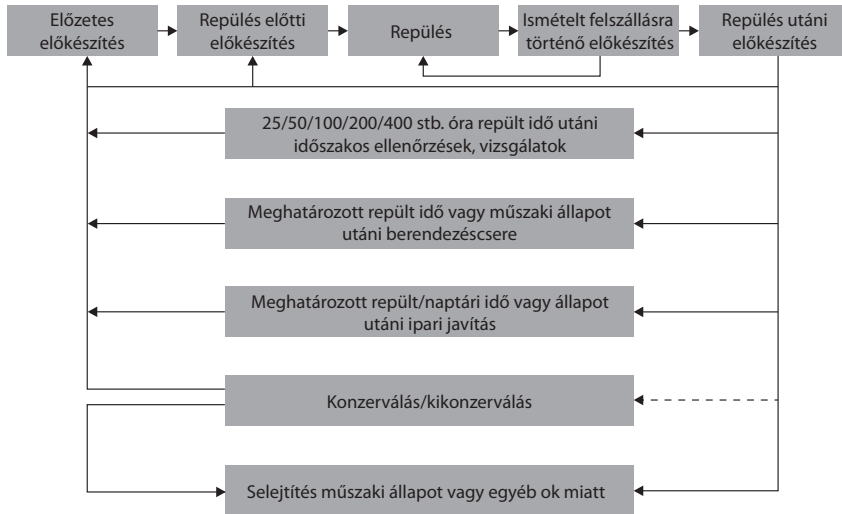 Előzetes
előkészítés
Repülés előtti
előkészítés
Repülés
Ismételt felszállásra
történő előkészítés
Repülés utáni
előkészítés
25/50/100/200/400 stb. óra repült idő utáni
időszakos ellenőrzések, vizsgálatok
Meghatározott repült idő vagy műszaki állapot
utáni berendezéscsere
Meghatározott repült/naptári idő vagy állapot
utáni ipari javítás
Konzerválás/kikonzerválás
Selejtítés műszaki állapot vagy egyéb ok miatt